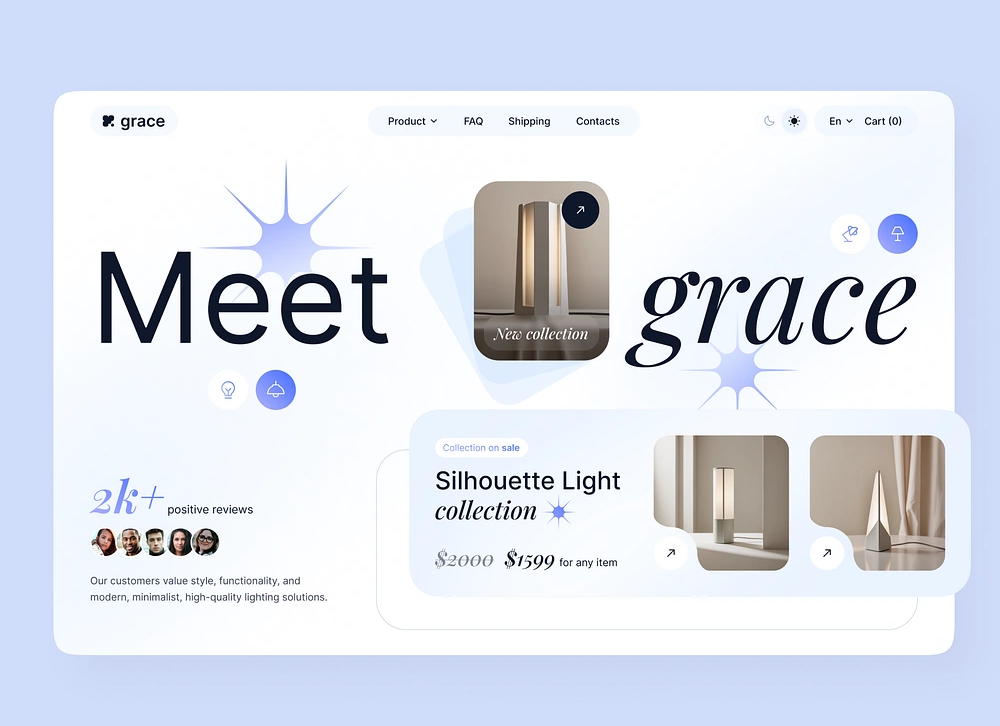 grace
Product
FAQ
Shipping
Contacts
En
Cart (0)
Meet
New collection
grace
Collection on sale
Silhouette Light
collection
$2000 $1599 for any item
2k+ positive reviews
Our customers value style, functionality, and
modern, minimalist, high-quality lighting solutions.